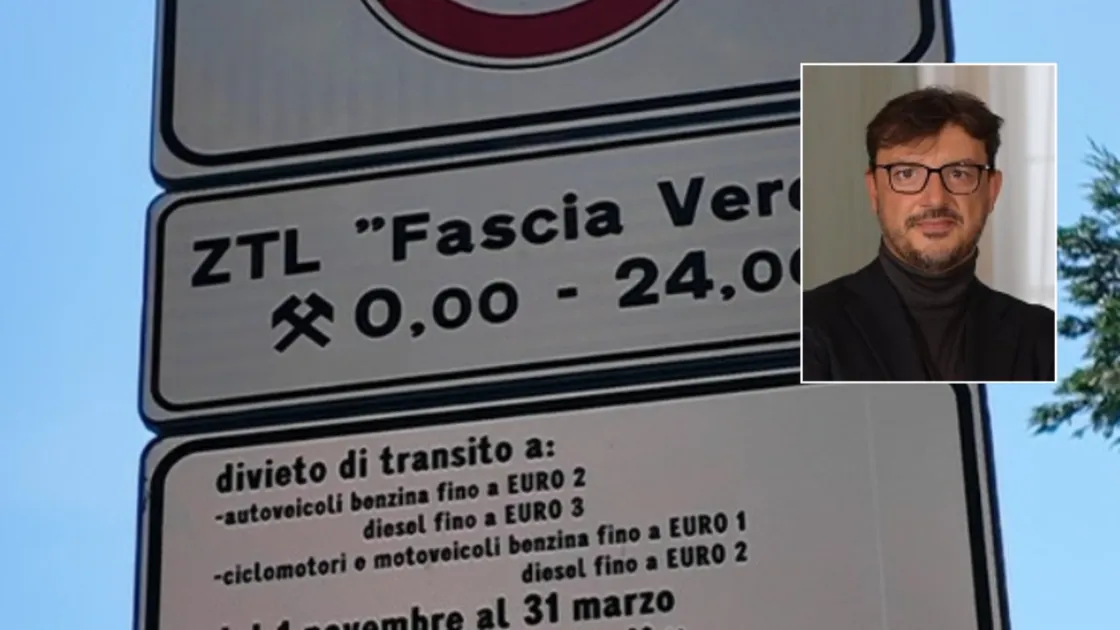 ZTL "Fascia
0,00 - 24,0
divieto di transito a:
-autoveicoli benzina fino a EURO 2
diesel fino a EURO 3
-ciclomotori e motoveicoli benzina fino a EURO 1
diesel fino a EURO 2
novembre al 31 marzo